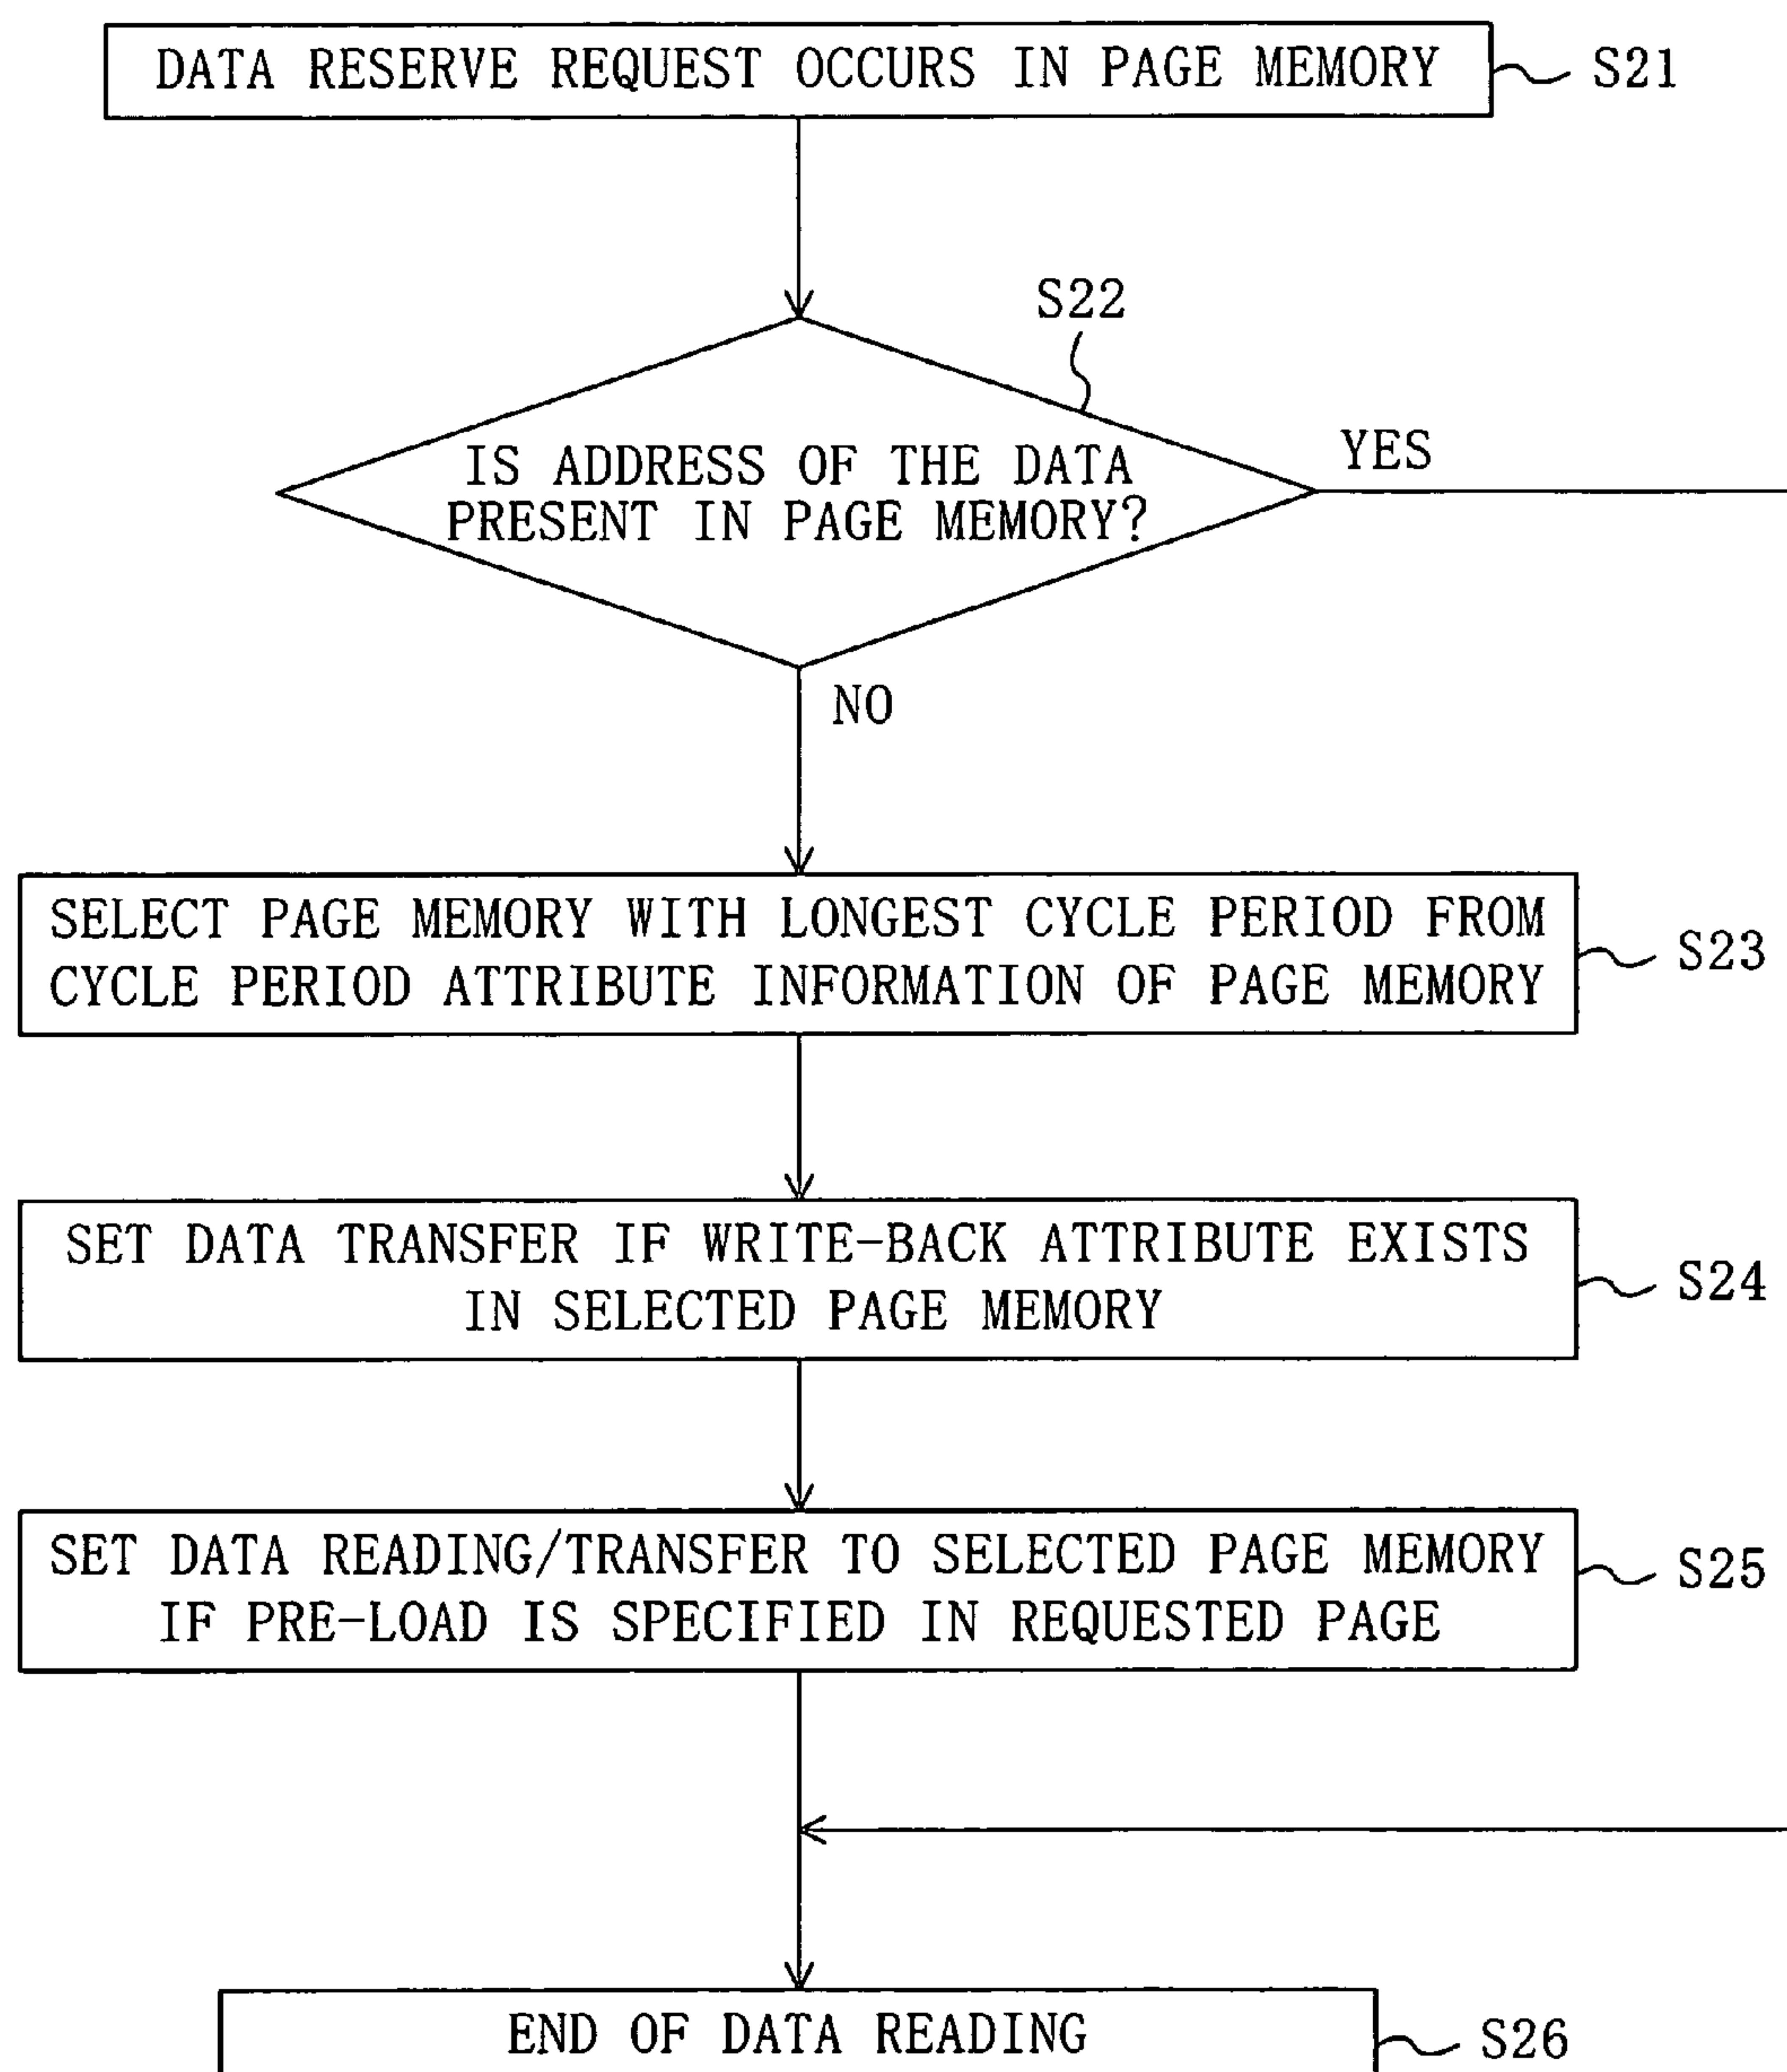 DATA RESERVE REQUEST OCCURS IN PAGE MEMORY
S21
S22
IS ADDRESS OF THE DATA
PRESENT IN PAGE MEMORY?
YES
NO
SELECT PAGE MEMORY WITH LONGEST CYCLE PERIOD FROM
CYCLE PERIOD ATTRIBUTE INFORMATION OF PAGE MEMORY
S23
SET DATA TRANSFER IF WRITE-BACK ATTRIBUTE EXISTS
IN SELECTED PAGE MEMORY
S24
SET DATA READING/TRANSFER TO SELECTED PAGE MEMORY
IF PRE-LOAD IS SPECIFIED IN REQUESTED PAGE
S25
END OF DATA READING
S26